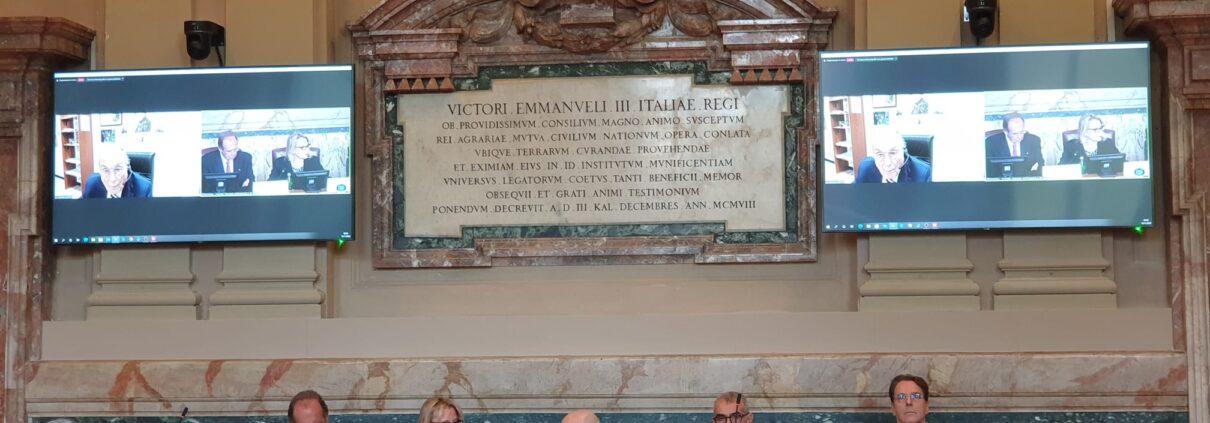 VICTORI . EMMANVELI . III . ITALIAE . REGI
OB . PROVIDISSIMVM . CONSILIVM . MAGNO . ANIMO . SVSCEPTVM
REI . AGRARIAE . MVTVA . CIVILIVM . NATIONVM . OPERA . CONLATA
VBIQVE . TERRARVM . CVRANDAE . PROVEHENDAE
ET . EXIMIAM . EIVS . IN . ID . INSTITVTVM . MVNIFICENTIAM
VNIVERSVS . LEGATORVM . COETVS . TANTI . BENEFICII . MEMOR
OBSEQVII . ET . GRATI . ANIMI . TESTIMONIVM
PONENDVM . DECREVIT . A . D . III . KAL . DECEMBRES . ANN . MCMVIII